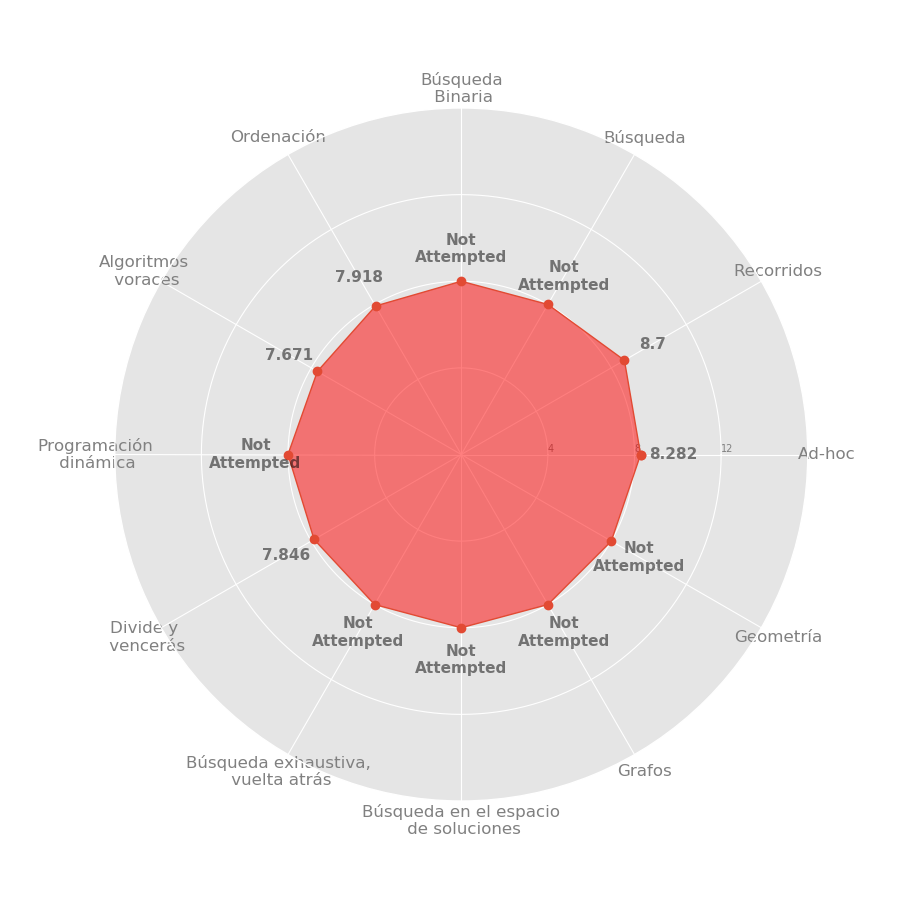 Búsqueda
Binaria
Ordenación
Búsqueda
Not
Attempted
Algoritmos
voraces
7.918
Not
Attempted
Recorridos
7.671
8.7
Programación
dinámica
Not
Attempted
4
8
12
8.282
Ad-hoc
7.846
Not
Attempted
Divide y
vencerás
Not
Attempted
Not
Attempted
Not
Attempted
Geometría
Búsqueda exhaustiva,
vuelta atrás
Grafos
Búsqueda en el espacio
de soluciones